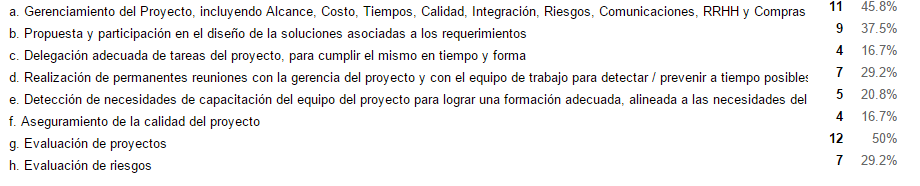 a. Gerenciamiento del Proyecto, incluyendo Alcance, Costo, Tiempos, Calidad, Integración, Riesgos, Comunicaciones, RRHH y Compras 11 45.8%
b. Propuesta y participación en el diseño de la soluciones asociadas a los requerimientos 9 37.5%
c. Delegación adecuada de tareas del proyecto, para cumplir el mismo en tiempo y forma 4 16.7%
d. Realización de permanentes reuniones con la gerencia del proyecto y con el equipo de trabajo para detectar / prevenir a tiempo posibles 7 29.2%
e. Detección de necesidades de capacitación del equipo del proyecto para lograr una formación adecuada, alineada a las necesidades del 5 20.8%
f. Aseguramiento de la calidad del proyecto 4 16.7%
g. Evaluación de proyectos 12 50%
h. Evaluación de riesgos 7 29.2%